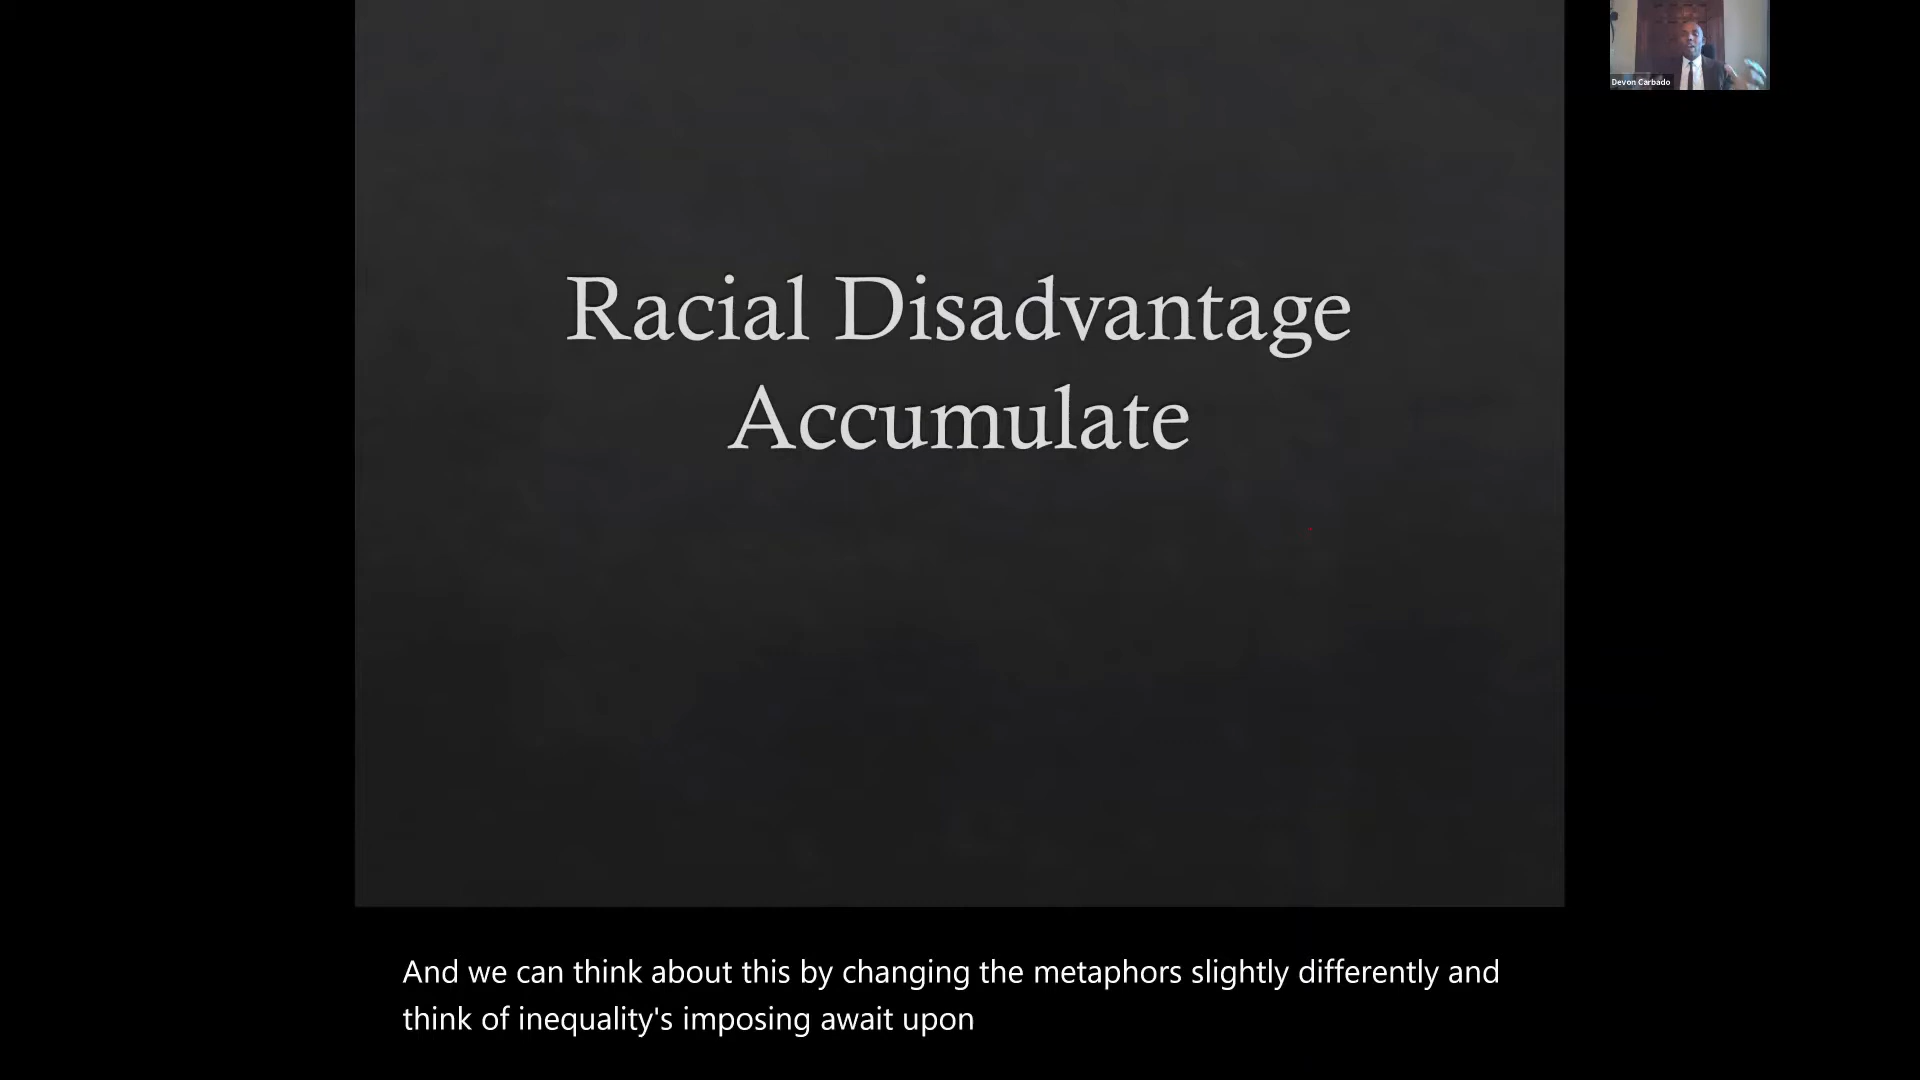 Devon Carbado
Racial Disadvantage
Accumulate
And we can think about this by changing the metaphors slightly differently and
think of inequality's imposing await upon